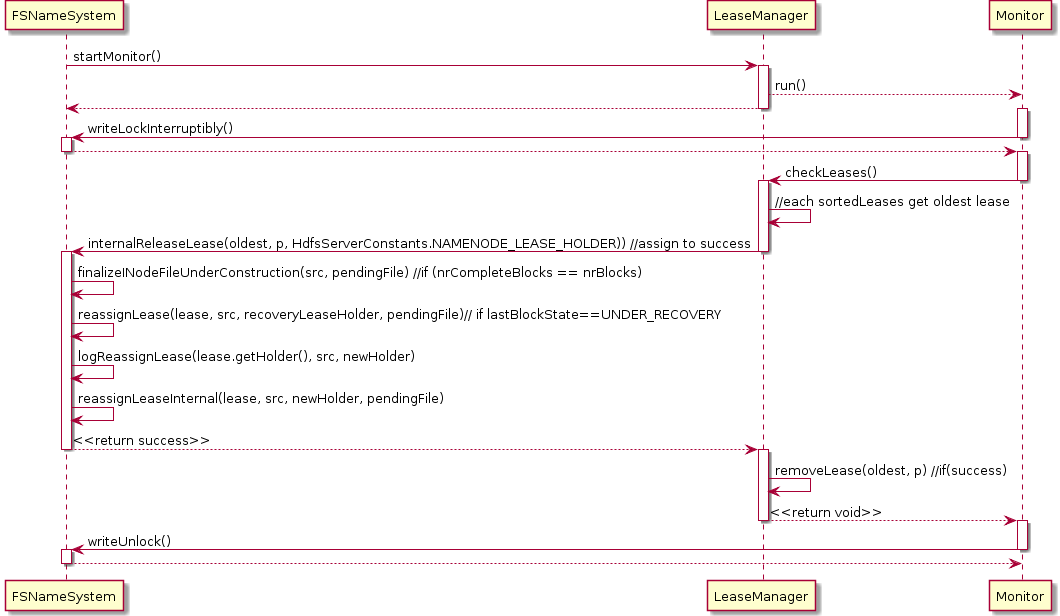 FSNameSystem
LeaseManager
Monitor
startMonitor()
run()
writeLockInterruptibly()
checkLeases()
//each sortedLeases get oldest lease
internalReleaseLease(oldest, p, HdfsServerConstants.NAMENODE_LEASE_HOLDER)) //assign to success
finalizeINodeFileUnderConstruction(src, pendingFile) //if (nrCompleteBlocks == nrBlocks)
reassignLease(lease, src, recoveryLeaseHolder, pendingFile)// if lastBlockState==UNDER_RECOVERY
logReassignLease(lease.getHolder(), src, newHolder)
reassignLeaseInternal(lease, src, newHolder, pendingFile)
<<return success>>
removeLease(oldest, p) //if(success)
<<return void>>
writeUnlock()
FSNameSystem
LeaseManager
Monitor